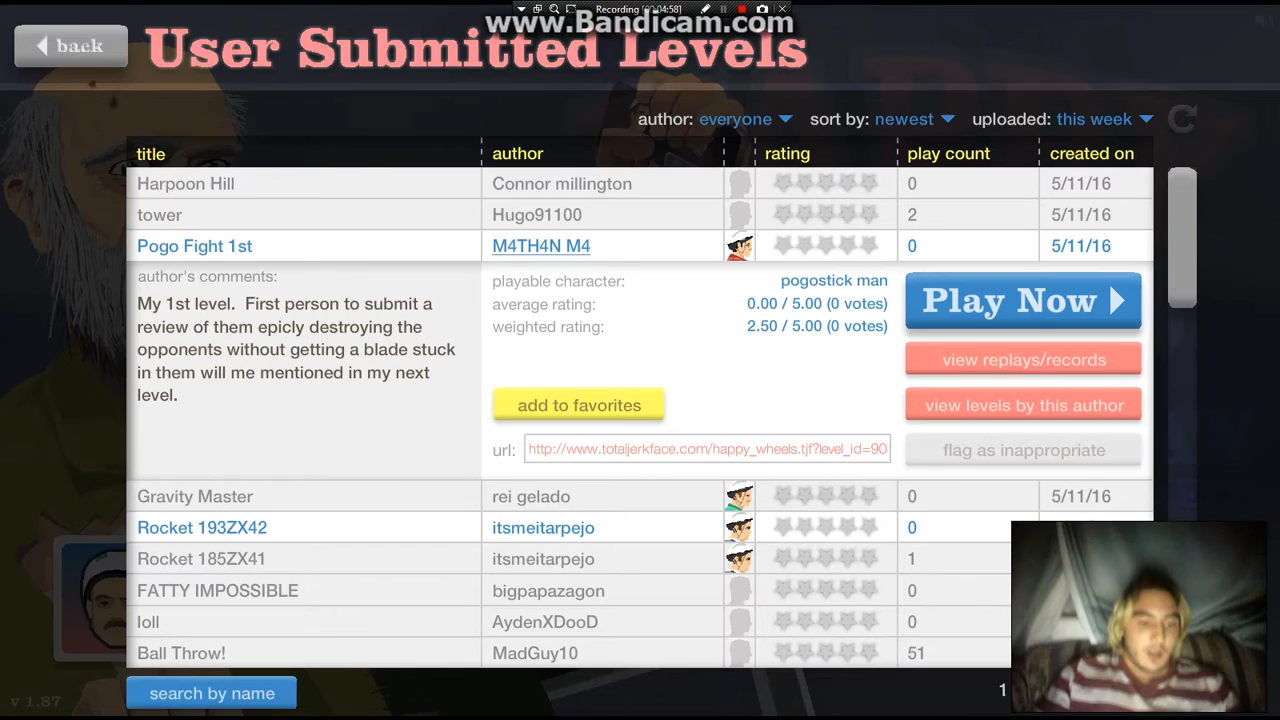 Recording [00:04:58]
www.Bandicam.com
back
User Submitted Levels
author: everyone sort by: newest uploaded: this week
title author rating play count created on
Harpoon Hill Connor millington 0 5/11/16
tower Hugo91100 2 5/11/16
Pogo Fight 1st M4TH4N M4 0 5/11/16
author's comments:
My 1st level. First person to submit a
review of them epicly destroying the
opponents without getting a blade stuck
in them will me mentioned in my next
level.
playable character: pogostick man
average rating: 0.00 / 5.00 (0 votes)
weighted rating: 2.50 / 5.00 (0 votes)
Play Now
view replays/records
add to favorites
view levels by this author
url: http://www.totaljerkface.com/happy_wheels.tjf?level_id=90
flag as inappropriate
Gravity Master rei gelado 0 5/11/16
Rocket 193ZX42 itsmeitarpejo 0
Rocket 185ZX41 itsmeitarpejo 1
FATTY IMPOSSIBLE bigpapazagon 0
loll AydenXDooD 0
Ball Throw! MadGuy10 51
search by name
1
v 1.87